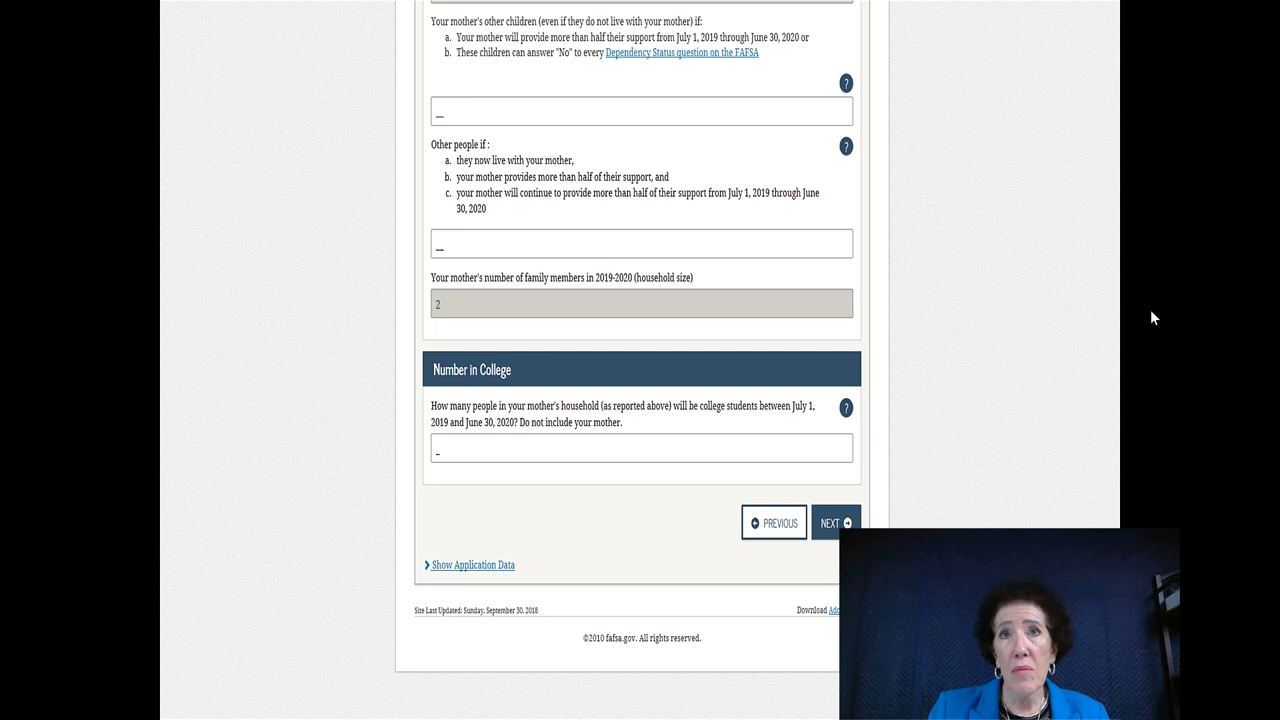 Your mother's other children (even if they do not live with your mother) if:
a. Your mother will provide more than half their support from July 1, 2019 through June 30, 2020 or
b. These children can answer "No" to every Dependency Status question on the FAFSA
?
Other people if :
?
a. they now live with your mother,
b. your mother provides more than half of their support, and
c. your mother will continue to provide more than half of their support from July 1, 2019 through June
30, 2020
Your mother's number of family members in 2019-2020 (household size)
2
Number in College
How many people in your mother's household (as reported above) will be college students between July 1,
?
2019 and June 30, 2020? Do not include your mother.
PREVIOUS
NEXT
Show Application Data
Site Last Updated: Sunday, September 30, 2018
Download
©2010 fafsa.gov. All rights reserved.